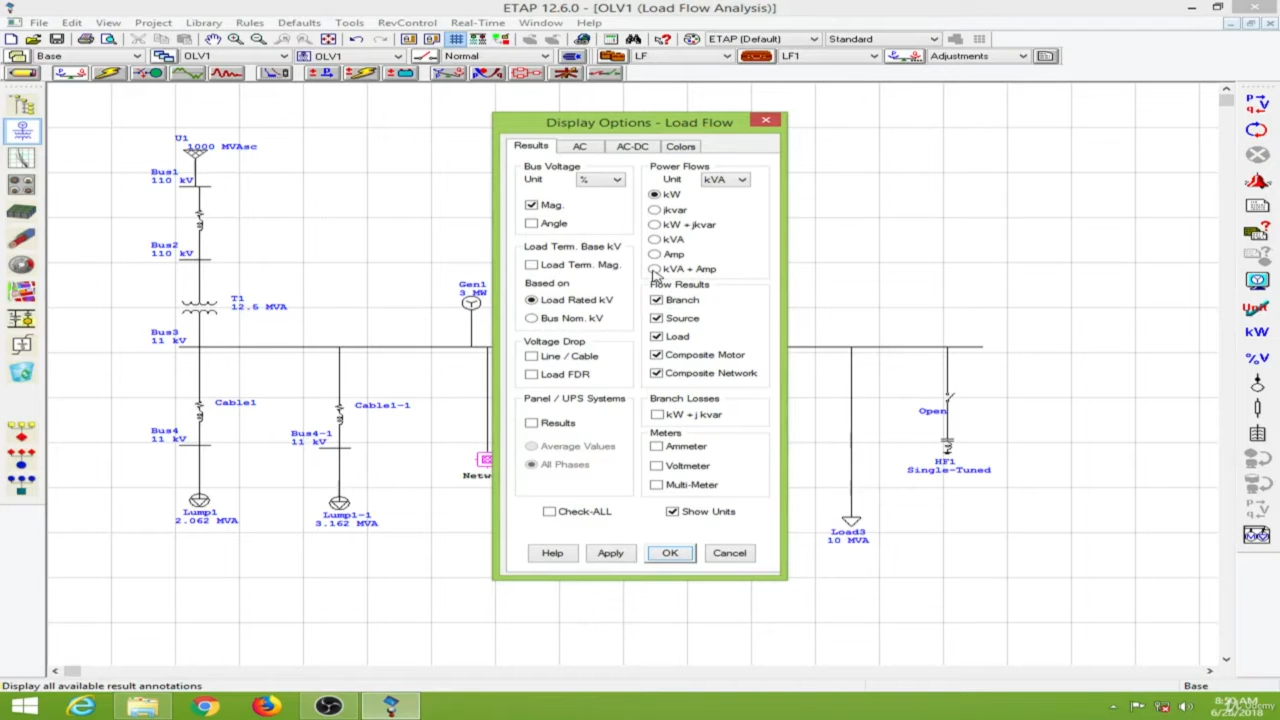 ETAP 12.6.0 - [OLV1 (Load Flow Analysis)]
File Edit View Project Library Rules Defaults Tools RevControl Real-Time Window Help
ETAP (Default) Standard
Base OLV1 OLV1 Normal LF LF1 Adjustments
Display Options - Load Flow
Results AC AC-DC Colors
Bus Voltage
Unit %
Mag.
Angle
Load Term. Base kV
Load Term. Mag.
Based on
Load Rated kV
Bus Nom. kV
Voltage Drop
Line / Cable
Load FDR
Panel / UPS Systems
Results
Average Values
All Phases
Power Flows
Unit kVA
kW
jkvar
kW + jkvar
kVA
Amp
kVA + Amp
Flow Results
Branch
Source
Load
Composite Motor
Composite Network
Branch Losses
kW + j kvar
Meters
Ammeter
Voltmeter
Multi-Meter
Check-ALL
Show Units
Help Apply OK Cancel
U1
1000 MVAsc
Bus1
110 kV
Bus2
110 kV
T1
12.5 MVA
Bus3
11 kV
Cable1
Cable1-1
Bus4
11 kV
Bus4-1
11 kV
Lump1
2.062 MVA
Lump1-1
3.162 MVA
Gen1
3 MW
Netw
Load3
10 MVA
Open
HF1
Single-Tuned
kW
%V
Display all available result annotations
Base
Udemy